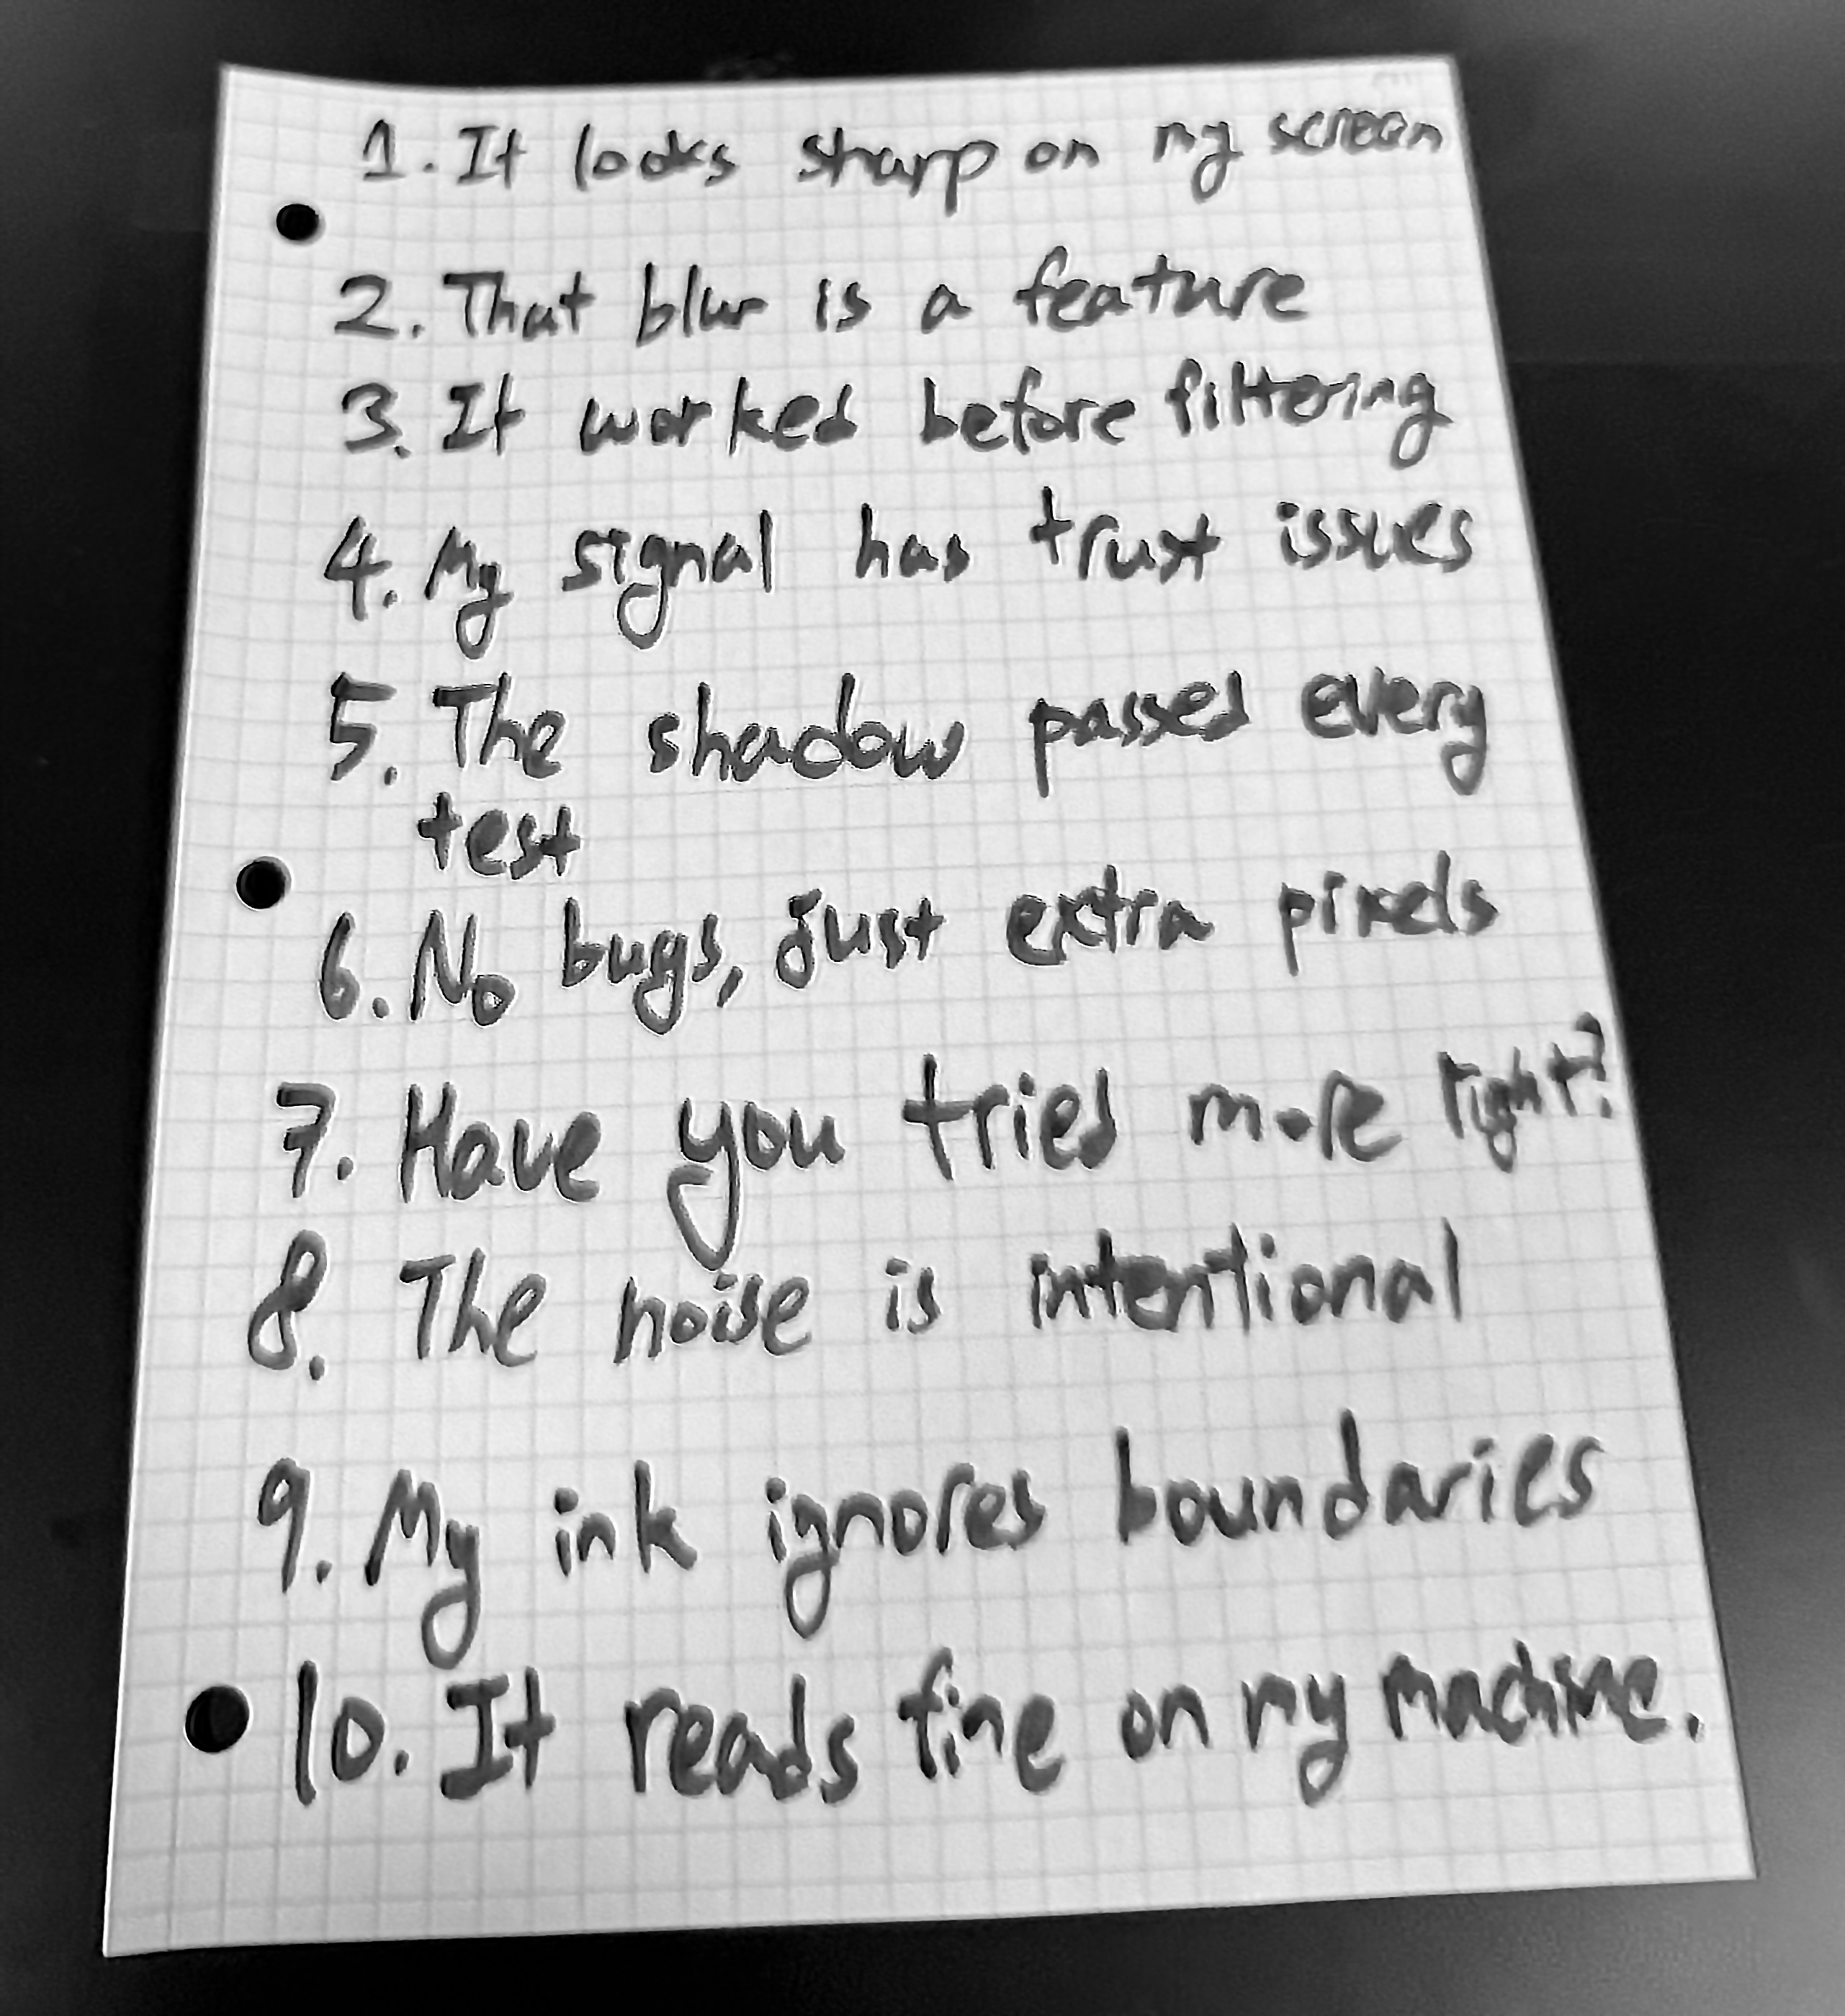 1. It looks sharp on my screen
2. That blur is a feature
3. It worked before filtering
4. My signal has trust issues
5. The shadow passed every
test
6. No bugs, just extra pixels
7. Have you tried more right?
8. The noise is intentional
9. My ink ignores boundaries
10. It reads fine on my machine.